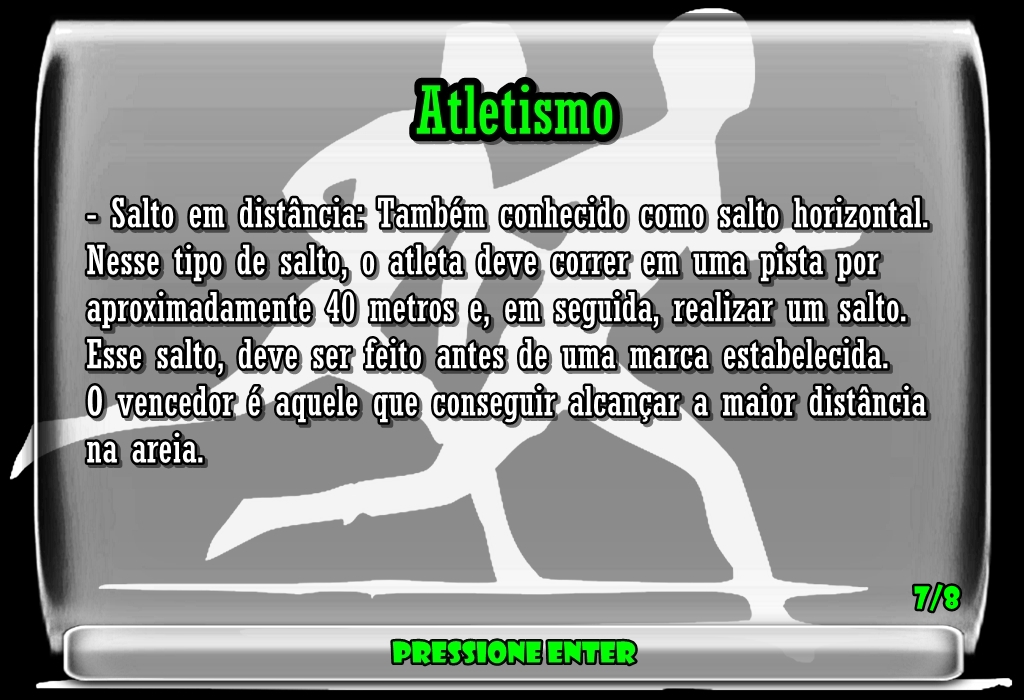 Atletismo
- Salto em distância: Também conhecido como salto horizontal.
Nesse tipo de salto, o atleta deve correr em uma pista por
aproximadamente 40 metros e, em seguida, realizar um salto.
Esse salto, deve ser feito antes de uma marca estabelecida.
O vencedor é aquele que conseguir alcançar a maior distância
na areia.
7/8
PRESSIONE ENTER